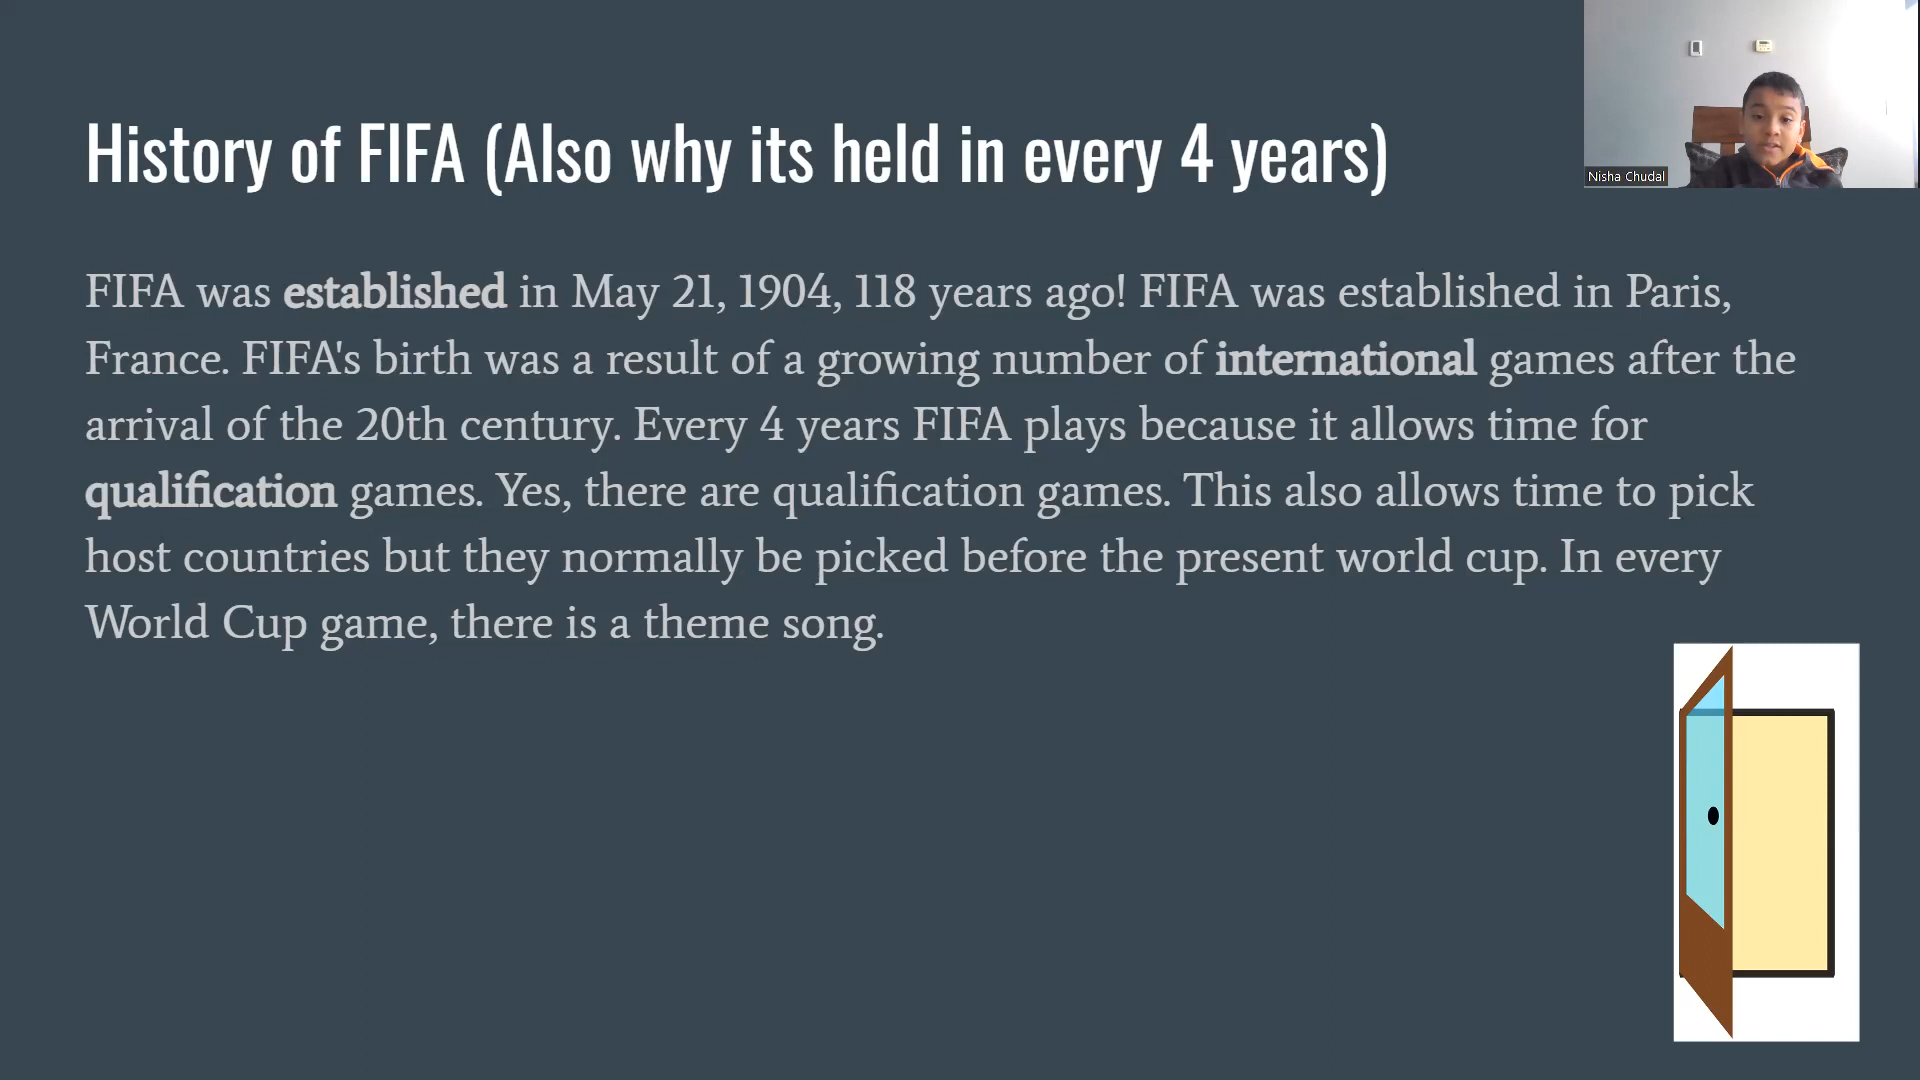 History of FIFA (Also why its held in every 4 years)
Nisha Chudal
FIFA was established in May 21, 1904, 118 years ago! FIFA was established in Paris,
France. FIFA's birth was a result of a growing number of international games after the
arrival of the 20th century. Every 4 years FIFA plays because it allows time for
qualification games. Yes, there are qualification games. This also allows time to pick
host countries but they normally be picked before the present world cup. In every
World Cup game, there is a theme song.